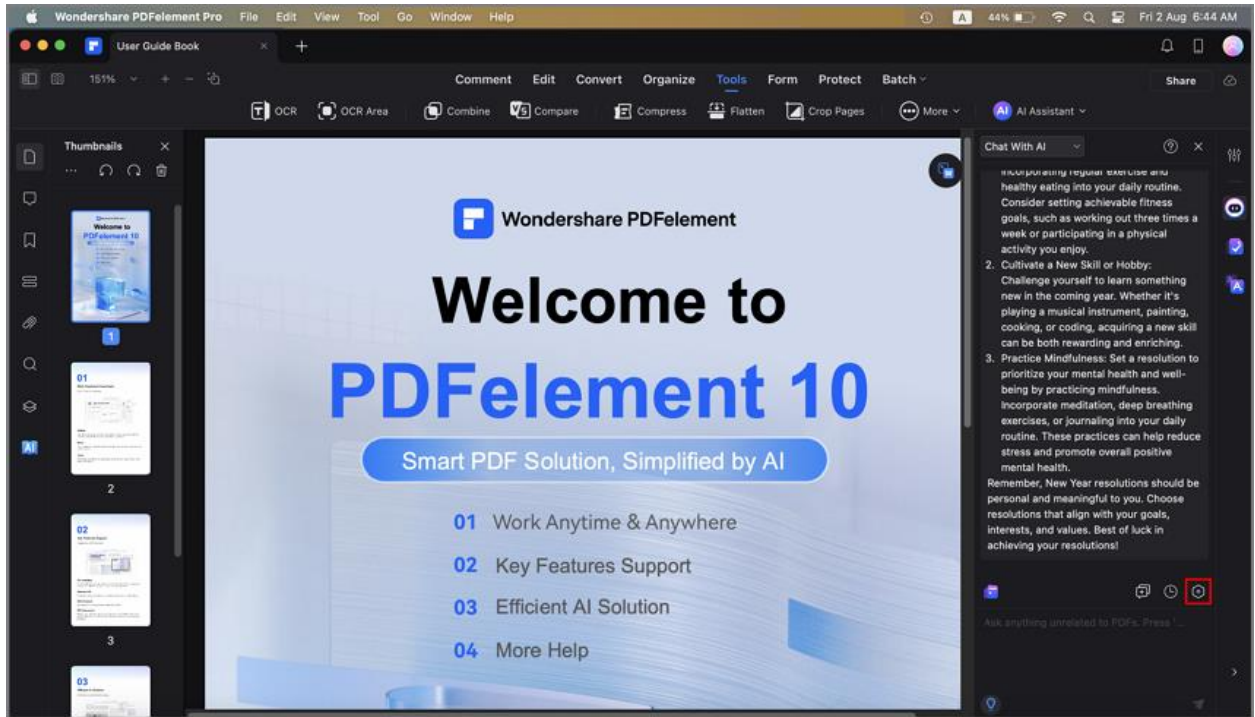 Wondershare PDFelement Pro File Edit View Tool Go Window Help A 44% Fri 2 Aug 6:44 AM
User Guide Book × +
151% + − Comment Edit Convert Organize Tools Form Protect Batch Share
OCR OCR Area Combine Compare Compress Flatten Crop Pages More AI AI Assistant
Thumbnails ×
Welcome to
PDFelement 10
1
01
2
02
3
03
AI
Wondershare PDFelement
Welcome to
PDFelement 10
Smart PDF Solution, Simplified by AI
01 Work Anytime & Anywhere
02 Key Features Support
03 Efficient AI Solution
04 More Help
Chat With AI
incorporating regular exercise and
healthy eating into your daily routine.
Consider setting achievable fitness
goals, such as working out three times a
week or participating in a physical
activity you enjoy.
2. Cultivate a New Skill or Hobby:
Challenge yourself to learn something
new in the coming year. Whether it's
playing a musical instrument, painting,
cooking, or coding, acquiring a new skill
can be both rewarding and enriching.
3. Practice Mindfulness: Set a resolution to
prioritize your mental health and well-
being by practicing mindfulness.
Incorporate meditation, deep breathing
exercises, or journaling into your daily
routine. These practices can help reduce
stress and promote overall positive
mental health.
Remember, New Year resolutions should be
personal and meaningful to you. Choose
resolutions that align with your goals,
interests, and values. Best of luck in
achieving your resolutions!
Ask anything unrelated to PDFs. Press '...